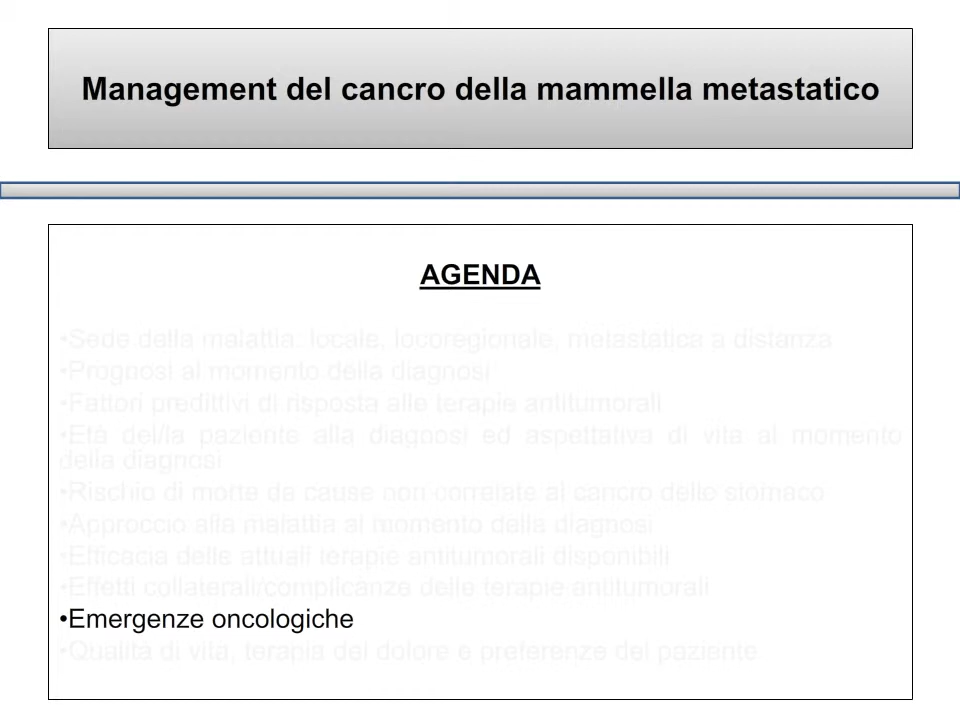 Management del cancro della mammella metastatico
AGENDA
•Sede della malattia: locale, locoregionale, metastatica a distanza
•Prognosi al momento della diagnosi
•Fattori predittivi di risposta alle terapie antitumorali
•Età del/la paziente alla diagnosi ed aspettativa di vita al momento
della diagnosi
•Rischio di morte da cause non correlate al cancro dello stomaco
•Approccio alla malattia al momento della diagnosi
•Efficacia delle attuali terapie antitumorali disponibili
•Effetti collaterali/complicanze delle terapie antitumorali
•Emergenze oncologiche
•Qualità di vita, terapia del dolore e preferenze del paziente